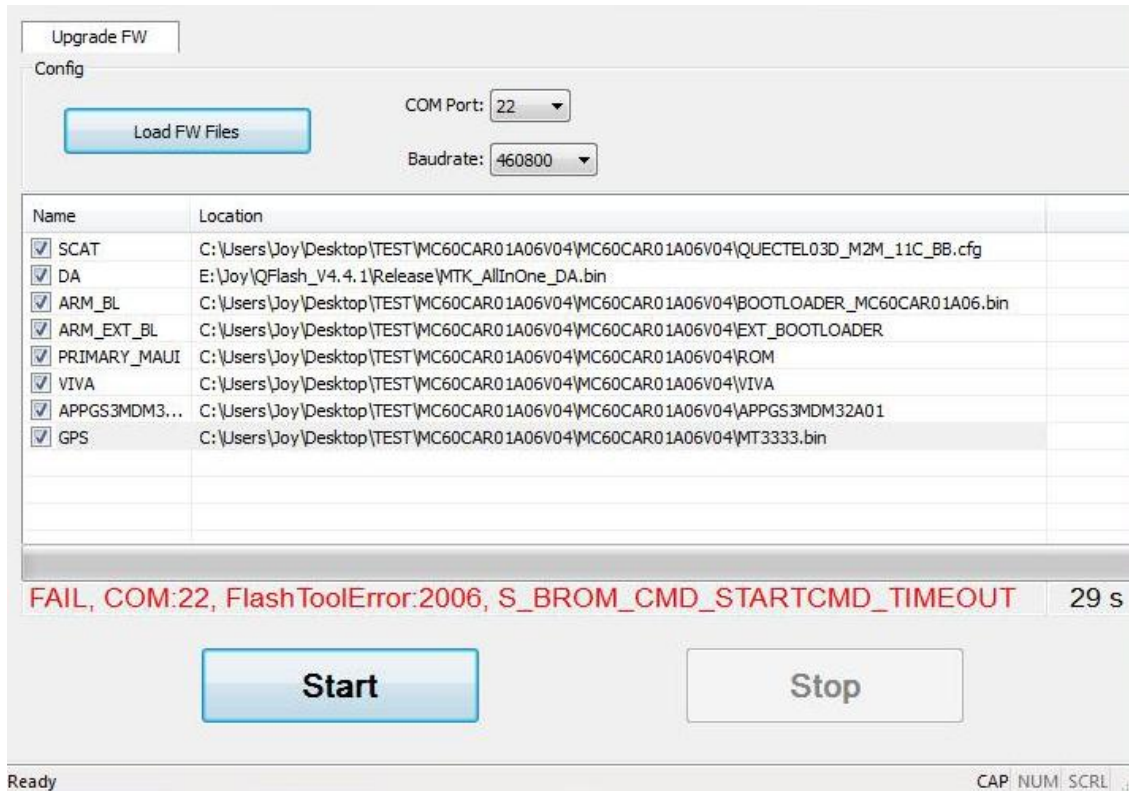 Upgrade FW
Config
Load FW Files
COM Port: 22
Baudrate: 460800
Name Location
SCAT C:\Users\Joy\Desktop\TEST\MC60CAR01A06V04\MC60CAR01A06V04\QUECTEL03D_M2M_11C_BB.cfg
DA E:\Joy\QFlash_V4.4.1\Release\MTK_AllInOne_DA.bin
ARM_BL C:\Users\Joy\Desktop\TEST\MC60CAR01A06V04\MC60CAR01A06V04\BOOTLOADER_MC60CAR01A06.bin
ARM_EXT_BL C:\Users\Joy\Desktop\TEST\MC60CAR01A06V04\MC60CAR01A06V04\EXT_BOOTLOADER
PRIMARY_MAUI C:\Users\Joy\Desktop\TEST\MC60CAR01A06V04\MC60CAR01A06V04\ROM
VIVA C:\Users\Joy\Desktop\TEST\MC60CAR01A06V04\MC60CAR01A06V04\VIVA
APPGS3MDM3... C:\Users\Joy\Desktop\TEST\MC60CAR01A06V04\MC60CAR01A06V04\APPGS3MDM32A01
GPS C:\Users\Joy\Desktop\TEST\MC60CAR01A06V04\MC60CAR01A06V04\MT3333.bin
FAIL, COM:22, FlashToolError:2006, S_BROM_CMD_STARTCMD_TIMEOUT 29 s
Start Stop
Ready CAP NUM SCRL